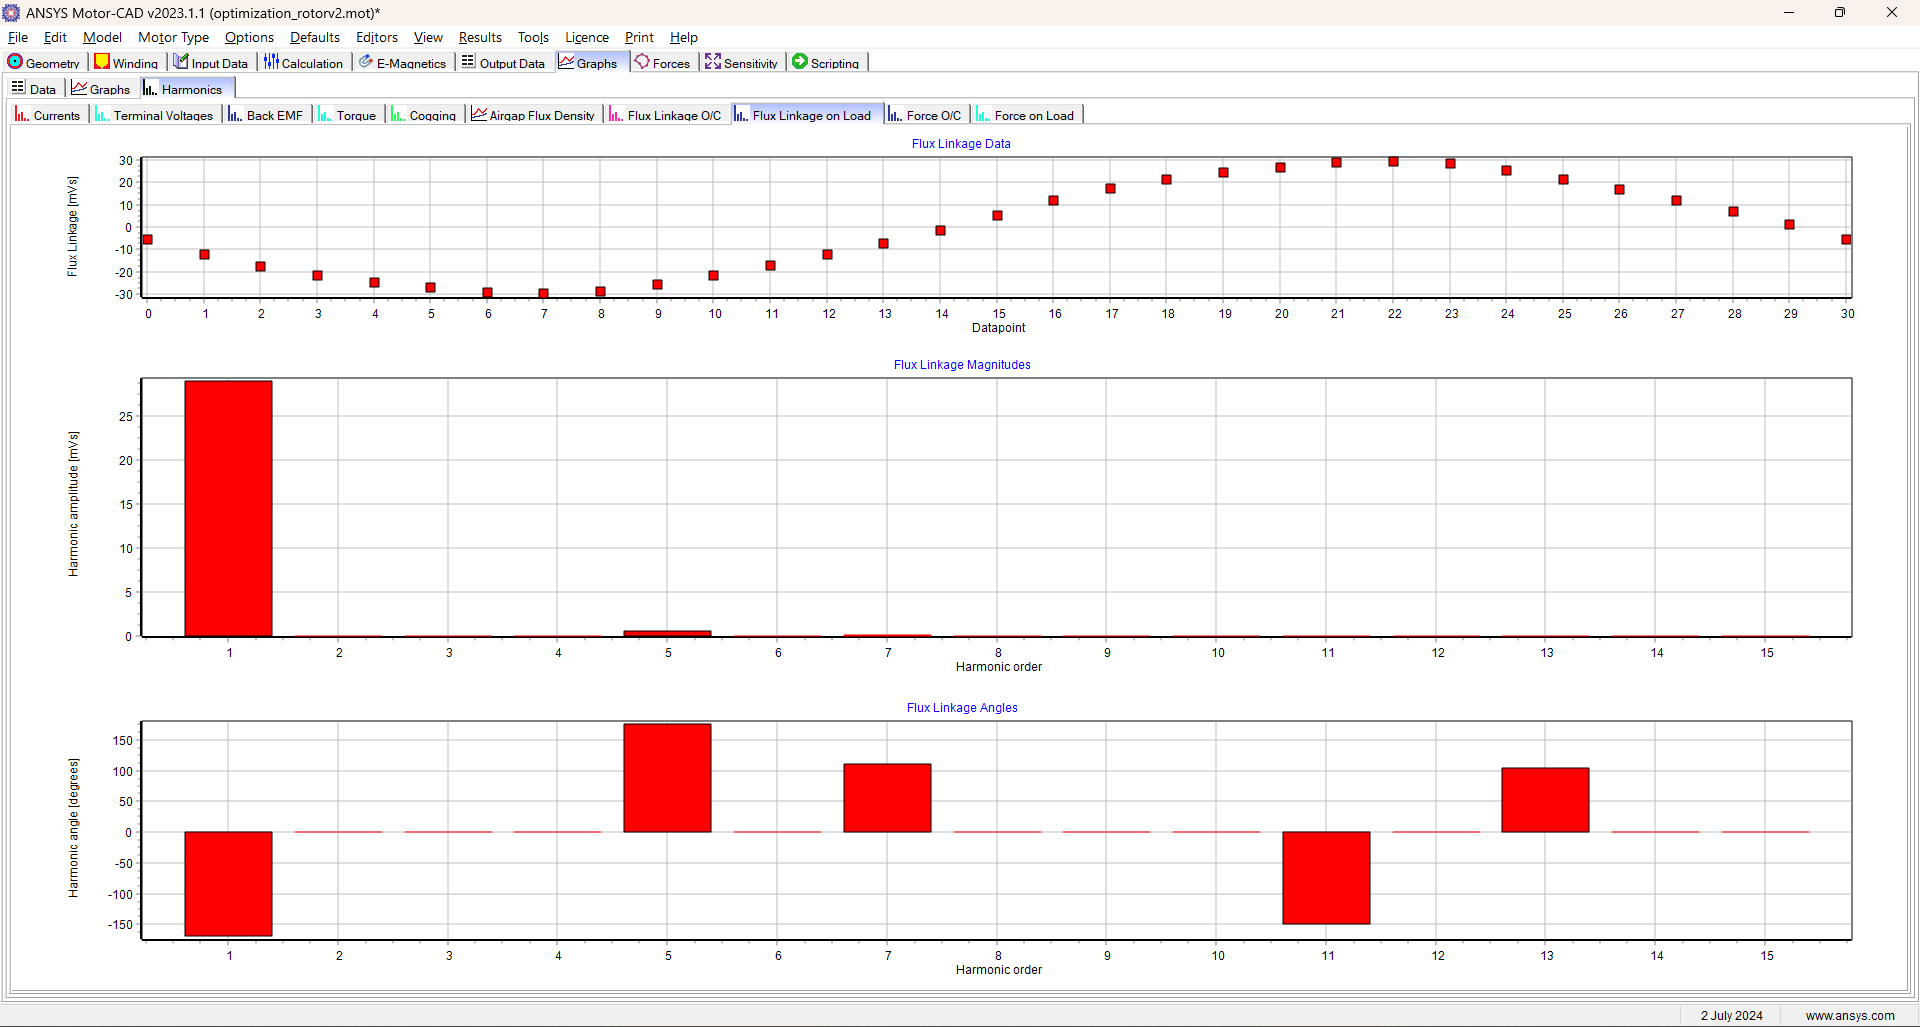 ANSYS Motor-CAD v2023.1.1 (optimization_rotorv2.mot)*
File Edit Model Motor Type Options Defaults Editors View Results Tools Licence Print Help
Geometry Winding Input Data Calculation E-Magnetics Output Data Graphs Forces Sensitivity Scripting
Data Graphs Harmonics
Currents Terminal Voltages Back EMF Torque Cogging Airgap Flux Density Flux Linkage O/C Flux Linkage on Load Force O/C Force on Load
Flux Linkage Data
Flux Linkage [mVs]
30
20
10
0
-10
-20
-30
0 1 2 3 4 5 6 7 8 9 10 11 12 13 14 15 16 17 18 19 20 21 22 23 24 25 26 27 28 29 30
Datapoint
Flux Linkage Magnitudes
Harmonic amplitude [mVs]
25
20
15
10
5
0
1 2 3 4 5 6 7 8 9 10 11 12 13 14 15
Harmonic order
Flux Linkage Angles
Harmonic angle [degrees]
150
100
50
0
-50
-100
-150
1 2 3 4 5 6 7 8 9 10 11 12 13 14 15
Harmonic order
2 July 2024 www.ansys.com